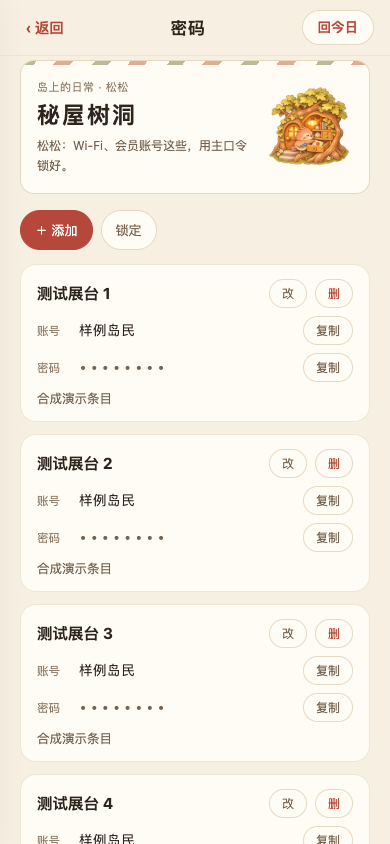 ‹ 返回
密码
回今日
岛上的日常 · 松松
秘屋树洞
松松：Wi-Fi、会员账号这些，用主口令
锁好。
＋ 添加
锁定
测试展台 1
改
删
账号
样例岛民
复制
密码
• • • • • • • •
复制
合成演示条目
测试展台 2
改
删
账号
样例岛民
复制
密码
• • • • • • • •
复制
合成演示条目
测试展台 3
改
删
账号
样例岛民
复制
密码
• • • • • • • •
复制
合成演示条目
测试展台 4
改
删
账号
样例岛民
复制